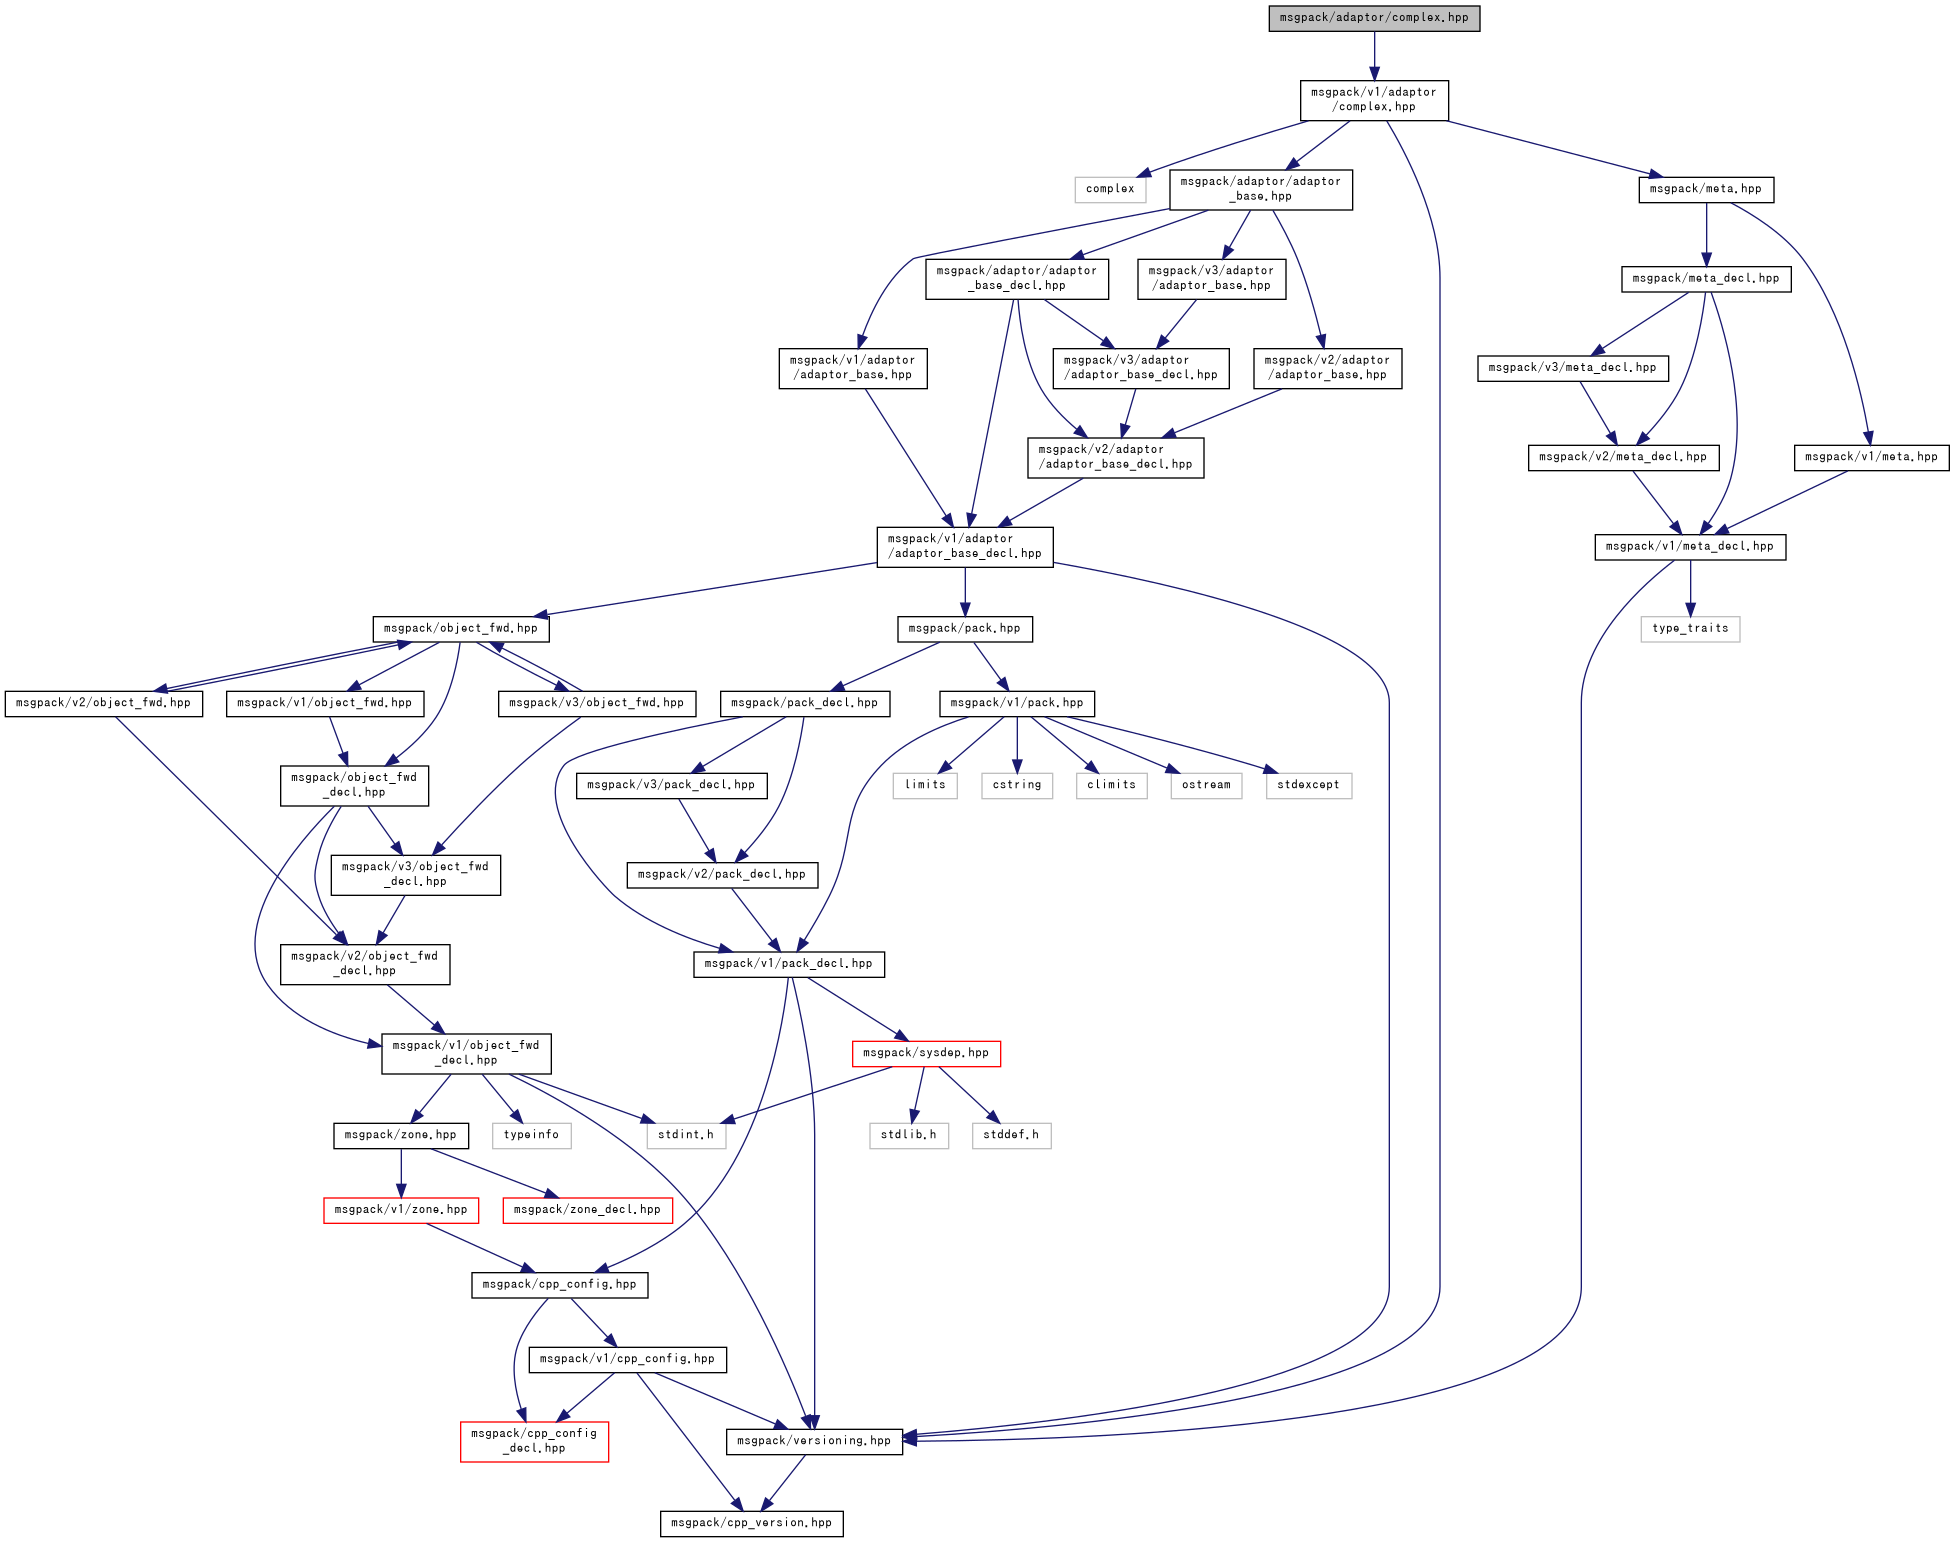 msgpack/adaptor/complex.hpp
msgpack/v1/adaptor
/complex.hpp
complex
msgpack/adaptor/adaptor
_base.hpp
msgpack/meta.hpp
msgpack/adaptor/adaptor
_base_decl.hpp
msgpack/v3/adaptor
/adaptor_base.hpp
msgpack/meta_decl.hpp
msgpack/v1/adaptor
/adaptor_base.hpp
msgpack/v3/adaptor
/adaptor_base_decl.hpp
msgpack/v2/adaptor
/adaptor_base.hpp
msgpack/v3/meta_decl.hpp
msgpack/v2/adaptor
/adaptor_base_decl.hpp
msgpack/v2/meta_decl.hpp
msgpack/v1/meta.hpp
msgpack/v1/adaptor
/adaptor_base_decl.hpp
msgpack/v1/meta_decl.hpp
msgpack/object_fwd.hpp
msgpack/pack.hpp
type_traits
msgpack/v2/object_fwd.hpp
msgpack/v1/object_fwd.hpp
msgpack/v3/object_fwd.hpp
msgpack/pack_decl.hpp
msgpack/v1/pack.hpp
msgpack/object_fwd
_decl.hpp
msgpack/v3/pack_decl.hpp
limits
cstring
climits
ostream
stdexcept
msgpack/v3/object_fwd
_decl.hpp
msgpack/v2/pack_decl.hpp
msgpack/v2/object_fwd
_decl.hpp
msgpack/v1/pack_decl.hpp
msgpack/v1/object_fwd
_decl.hpp
msgpack/sysdep.hpp
msgpack/zone.hpp
typeinfo
stdint.h
stdlib.h
stddef.h
msgpack/v1/zone.hpp
msgpack/zone_decl.hpp
msgpack/cpp_config.hpp
msgpack/v1/cpp_config.hpp
msgpack/cpp_config
_decl.hpp
msgpack/versioning.hpp
msgpack/cpp_version.hpp